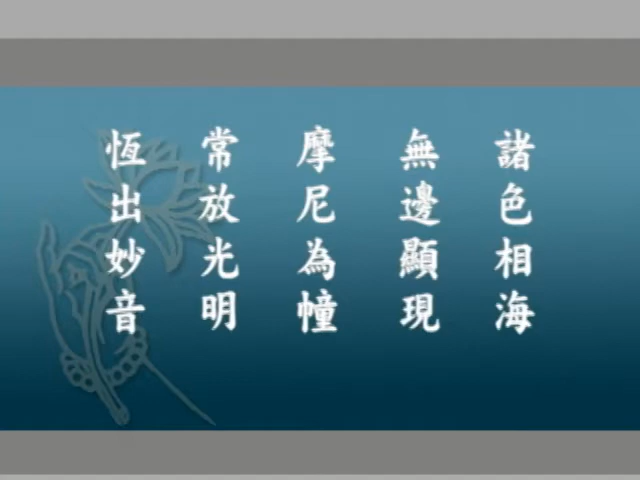 諸色相海
無邊顯現
摩尼為幢
常放光明
恆出妙音